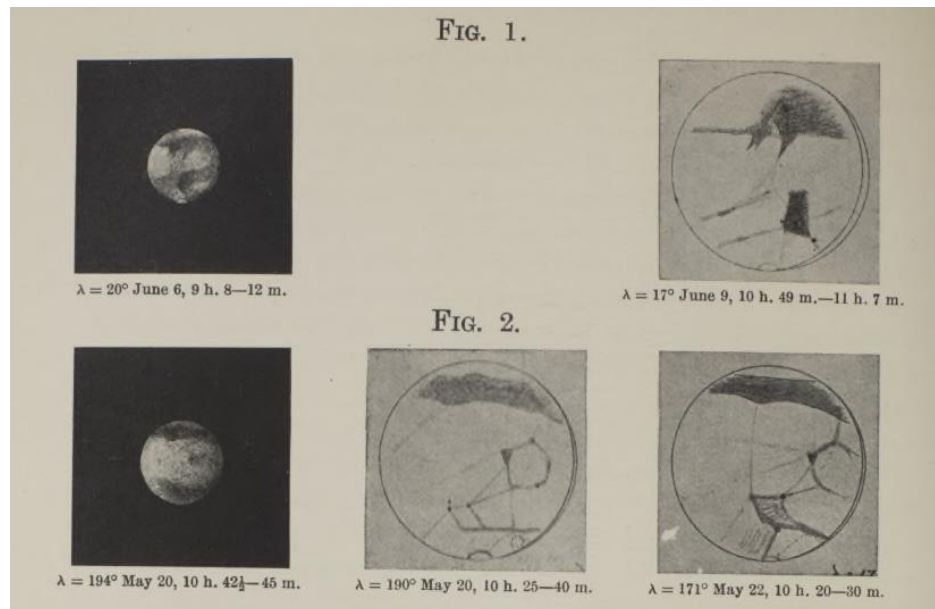 FIG. 1.
λ = 20° June 6, 9 h. 8—12 m.
λ = 17° June 9, 10 h. 49 m.—11 h. 7 m.
FIG. 2.
λ = 194° May 20, 10 h. 42½—45 m.
λ = 190° May 20, 10 h. 25—40 m.
λ = 171° May 22, 10 h. 20—30 m.